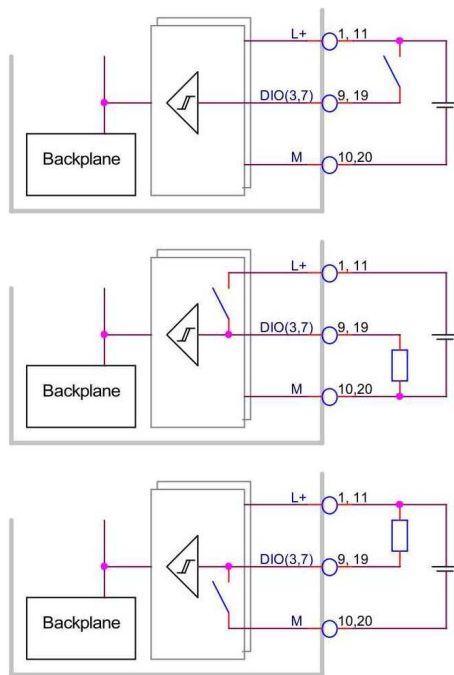 L+ 1, 11
DIO(3,7) 9, 19
Backplane
M 10,20
L+ 1, 11
DIO(3,7) 9, 19
Backplane
M 10,20
L+ 1, 11
DIO(3,7) 9, 19
Backplane
M 10,20